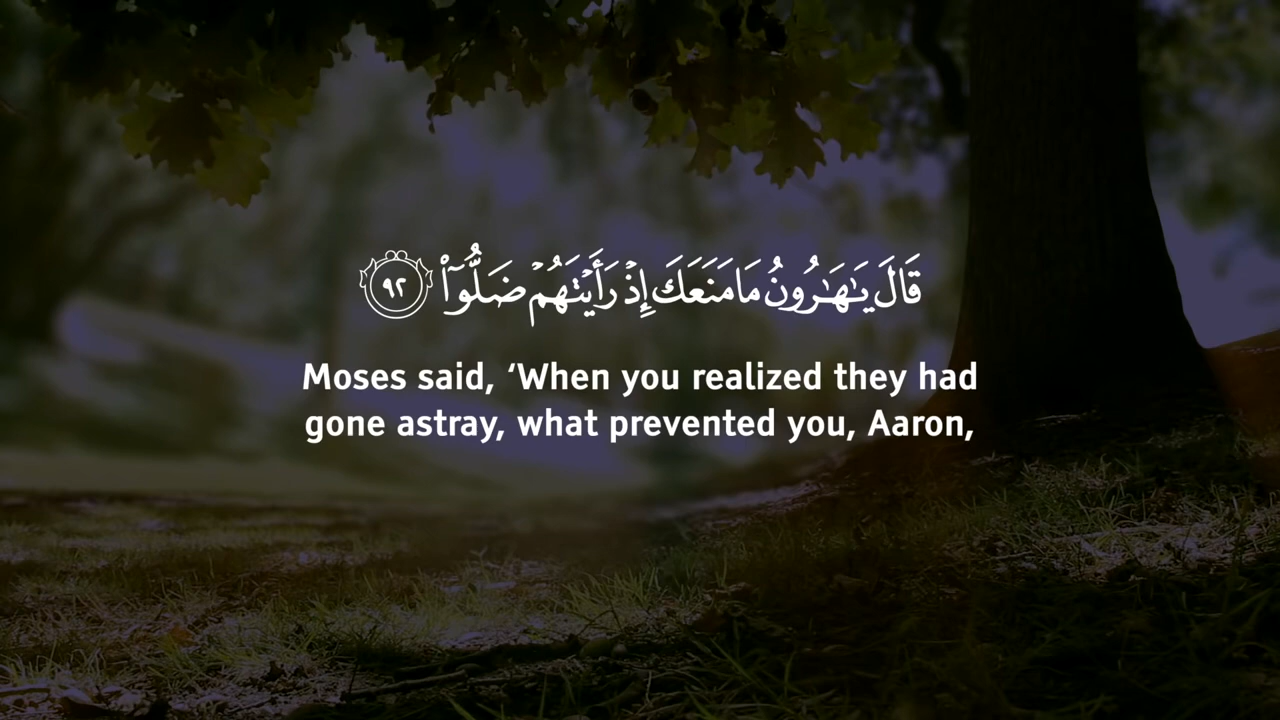 قَالَ يَـٰهَـٰرُونُ مَا مَنَعَكَ إِذْ رَأَيْتَهُمْ ضَلُّوٓا۟ ٩٢
Moses said, ‘When you realized they had
gone astray, what prevented you, Aaron,